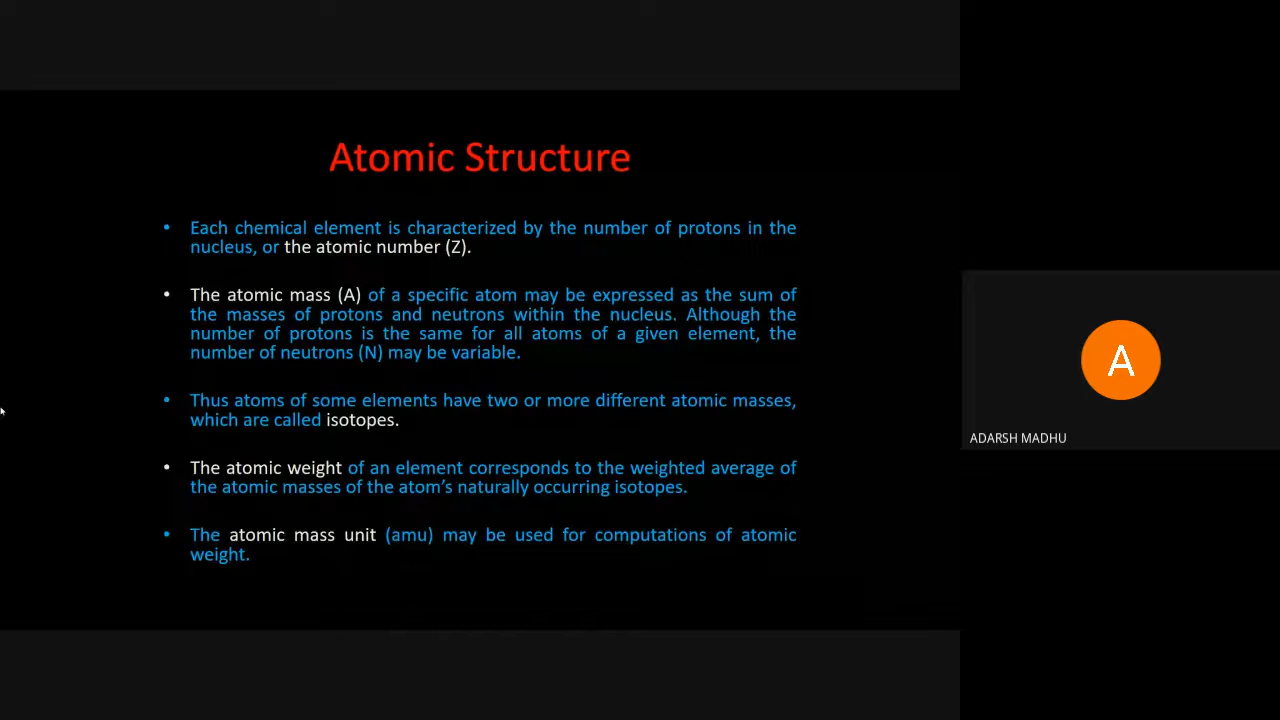 Atomic Structure
• Each chemical element is characterized by the number of protons in the
nucleus, or the atomic number (Z).
• The atomic mass (A) of a specific atom may be expressed as the sum of
the masses of protons and neutrons within the nucleus. Although the
number of protons is the same for all atoms of a given element, the
number of neutrons (N) may be variable.
• Thus atoms of some elements have two or more different atomic masses,
which are called isotopes.
• The atomic weight of an element corresponds to the weighted average of
the atomic masses of the atom’s naturally occurring isotopes.
• The atomic mass unit (amu) may be used for computations of atomic
weight.
A
ADARSH MADHU